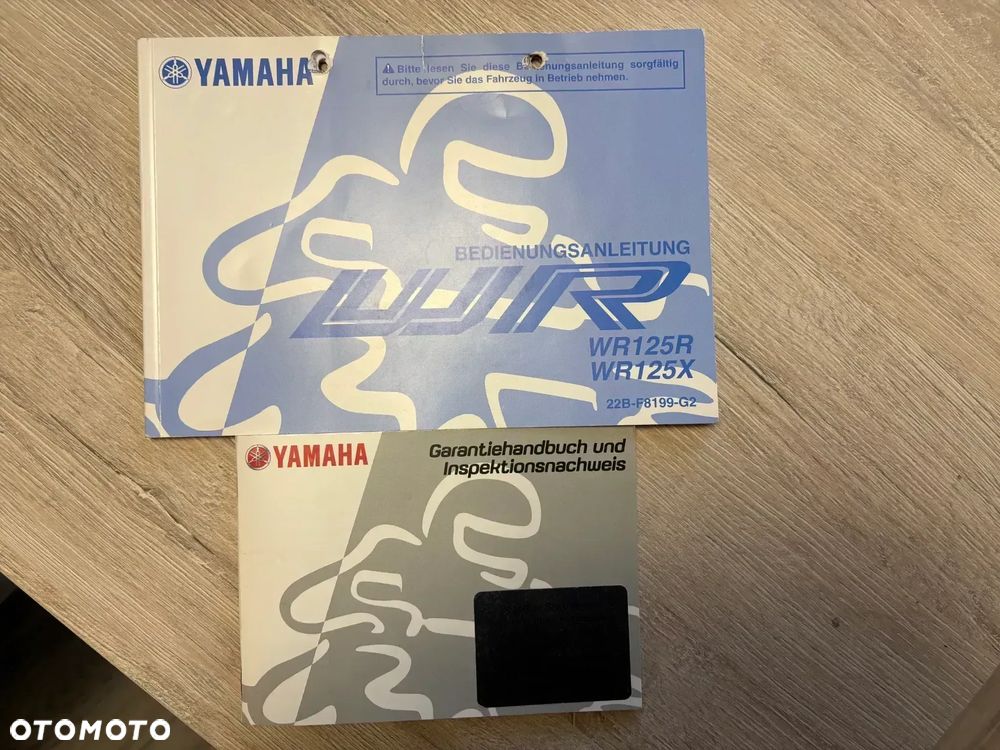 YAMAHA
Bitte lesen Sie diese Bedienungsanleitung sorgfältig
durch, bevor Sie das Fahrzeug in Betrieb nehmen.
BEDIENUNGSANLEITUNG
WR
WR125R
WR125X
22B-F8199-G2
YAMAHA
Garantiehandbuch und
Inspektionsnachweis
OTOMOTO